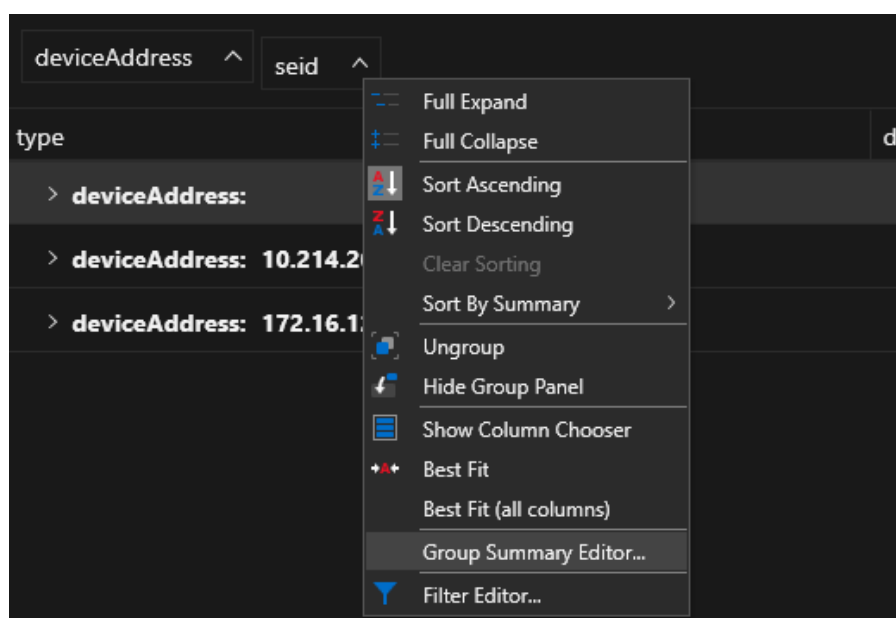 deviceAddress
seid
Full Expand
type
Full Collapse
d
Sort Ascending
deviceAddress:
Sort Descending
deviceAddress: 10.214.2
Clear Sorting
Sort By Summary
deviceAddress: 172.16.1
Ungroup
Hide Group Panel
Show Column Chooser
Best Fit
Best Fit (all columns)
Group Summary Editor...
Filter Editor...